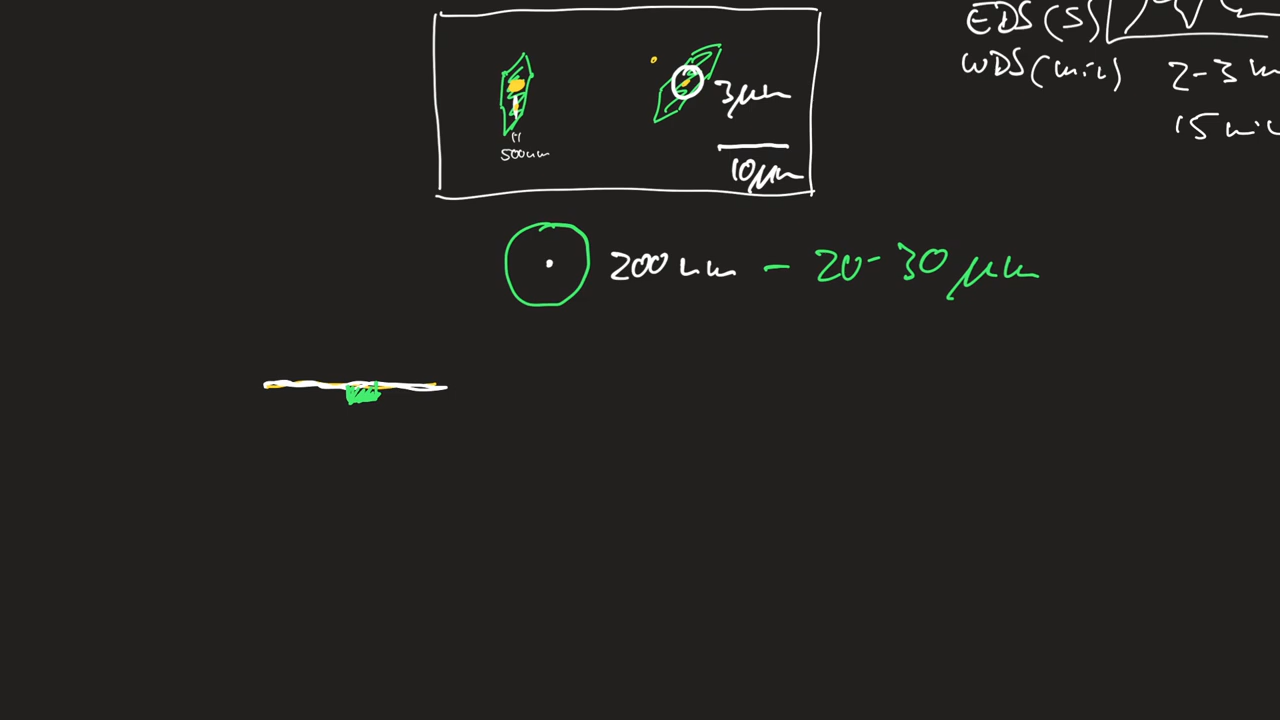 EDS(s)
WDS(min) 2-3 m
15 min
3µm
500nm
10µm
200nm - 20-30µm